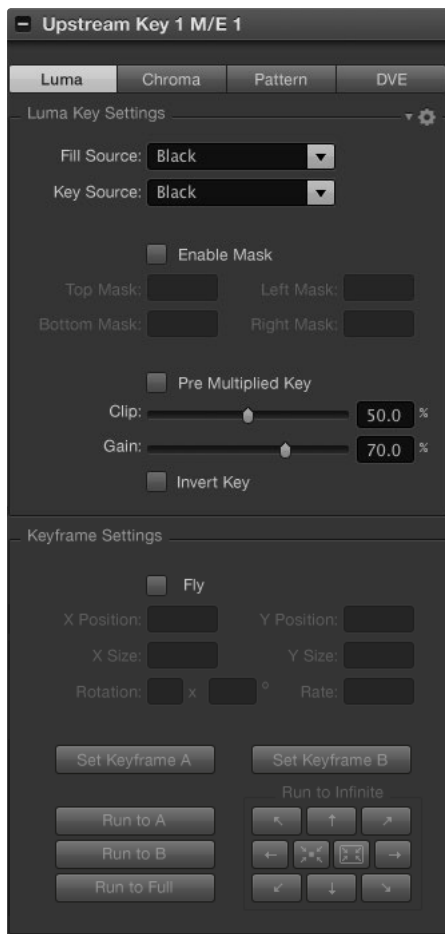 Upstream Key 1 M/E 1
Luma Chroma Pattern DVE
Luma Key Settings
Fill Source: Black
Key Source: Black
Enable Mask
Top Mask: Left Mask:
Bottom Mask: Right Mask:
Pre Multiplied Key
Clip: 50.0 %
Gain: 70.0 %
Invert Key
Keyframe Settings
Fly
X Position: Y Position:
X Size: Y Size:
Rotation: x ° Rate:
Set Keyframe A Set Keyframe B
Run to Infinite
Run to A
Run to B
Run to Full